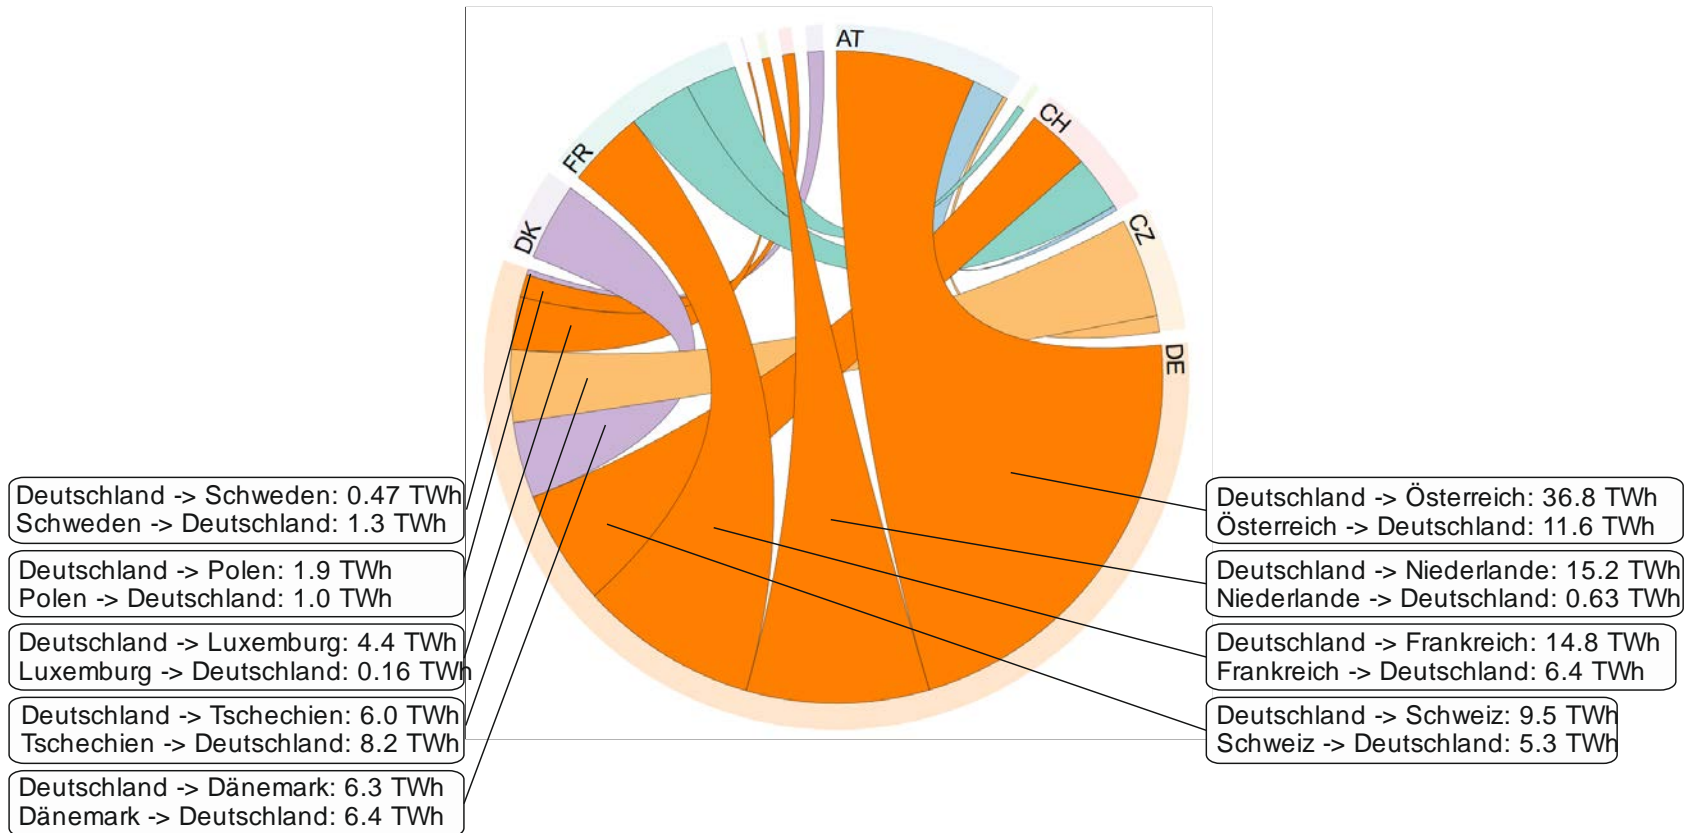 AT
CH
CZ
DE
FR
DK
Deutschland -> Schweden: 0.47 TWh
Schweden -> Deutschland: 1.3 TWh
Deutschland -> Polen: 1.9 TWh
Polen -> Deutschland: 1.0 TWh
Deutschland -> Luxemburg: 4.4 TWh
Luxemburg -> Deutschland: 0.16 TWh
Deutschland -> Tschechien: 6.0 TWh
Tschechien -> Deutschland: 8.2 TWh
Deutschland -> Dänemark: 6.3 TWh
Dänemark -> Deutschland: 6.4 TWh
Deutschland -> Österreich: 36.8 TWh
Österreich -> Deutschland: 11.6 TWh
Deutschland -> Niederlande: 15.2 TWh
Niederlande -> Deutschland: 0.63 TWh
Deutschland -> Frankreich: 14.8 TWh
Frankreich -> Deutschland: 6.4 TWh
Deutschland -> Schweiz: 9.5 TWh
Schweiz -> Deutschland: 5.3 TWh